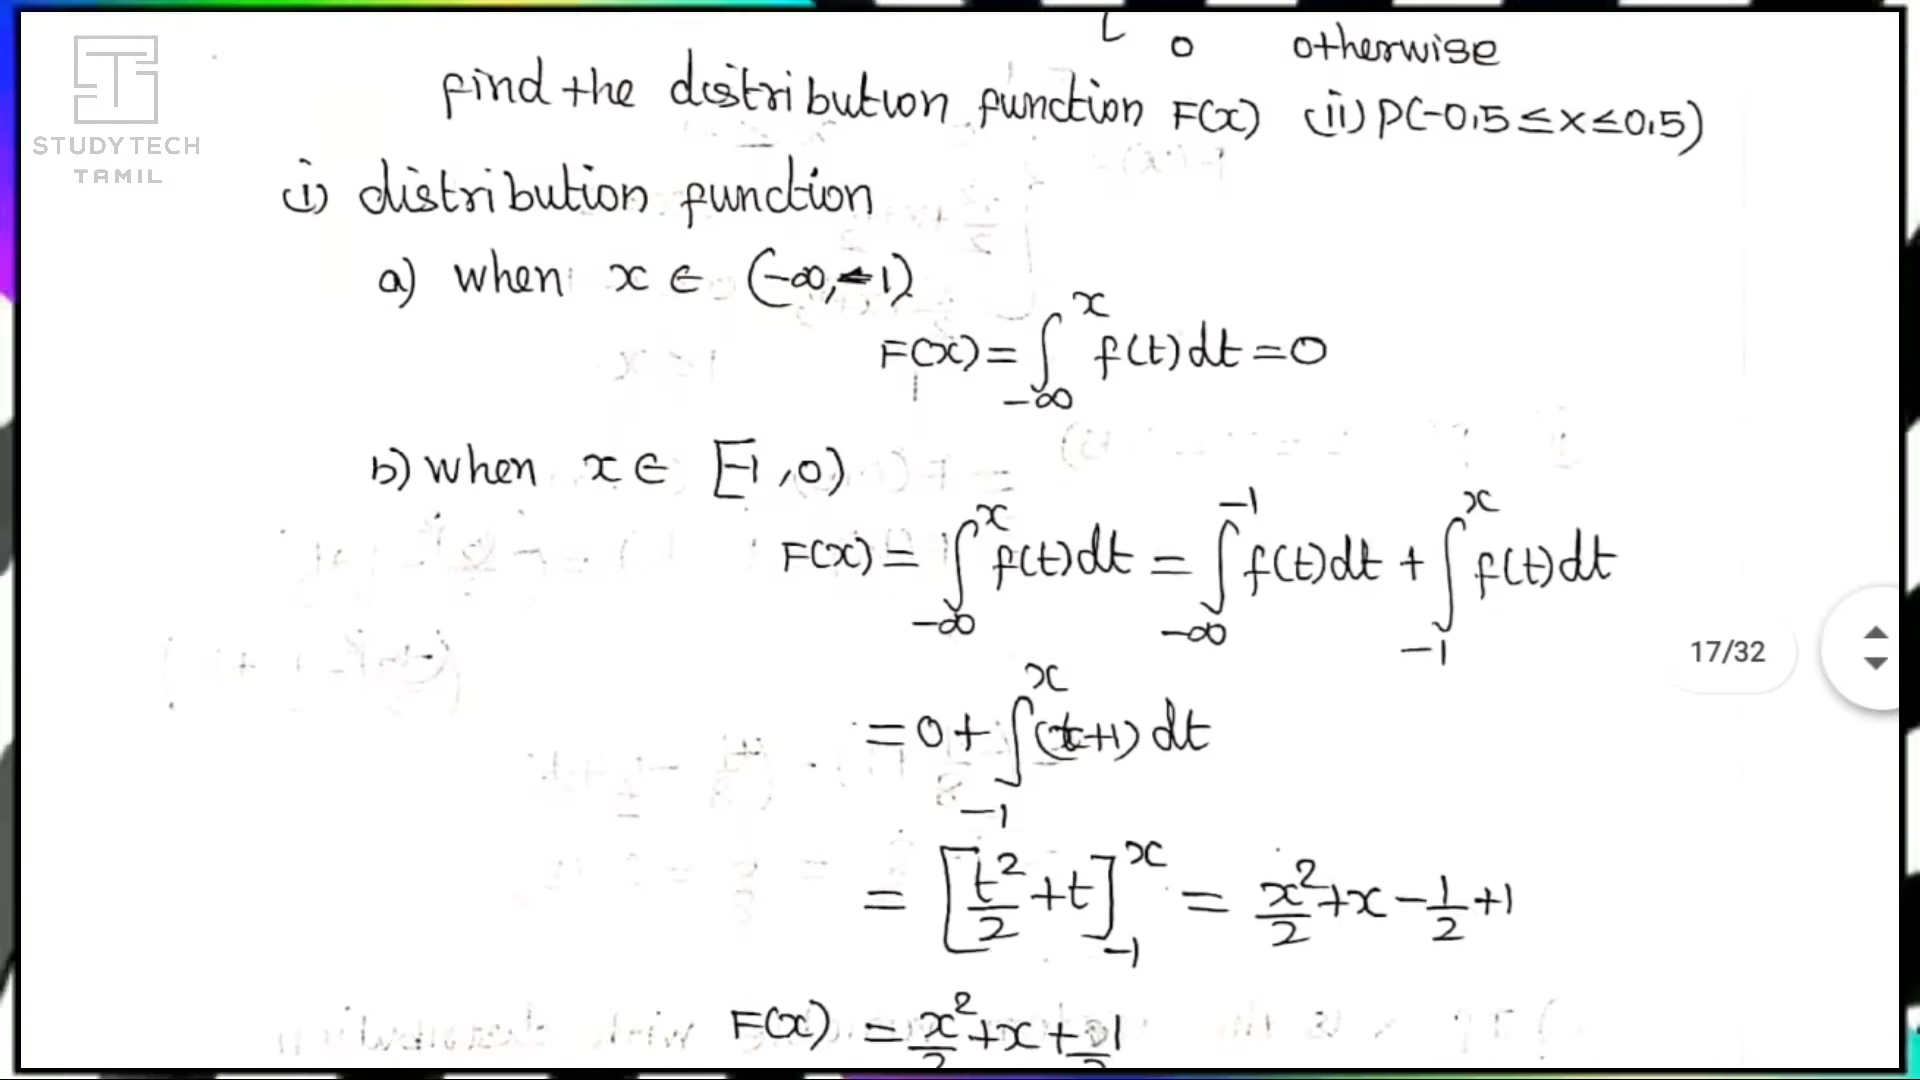 0 otherwise
find the distribution function F(x) (ii) P(-0.5≤x≤0.5)
STUDYTECH
TAMIL
(i) distribution function
a) when x ∈ (-∞,-1)
F(x) = ∫_{-∞}^{x} f(t) dt = 0
b) when x ∈ [-1,0)
F(x) = ∫_{-∞}^{x} f(t) dt = ∫_{-∞}^{-1} f(t) dt + ∫_{-1}^{x} f(t) dt
17/32
= 0 + ∫_{-1}^{x} (t+1) dt
= [t²/2 + t]_{-1}^{x} = x²/2 + x - 1/2 + 1
F(x) = x²/2 + x + 1/2